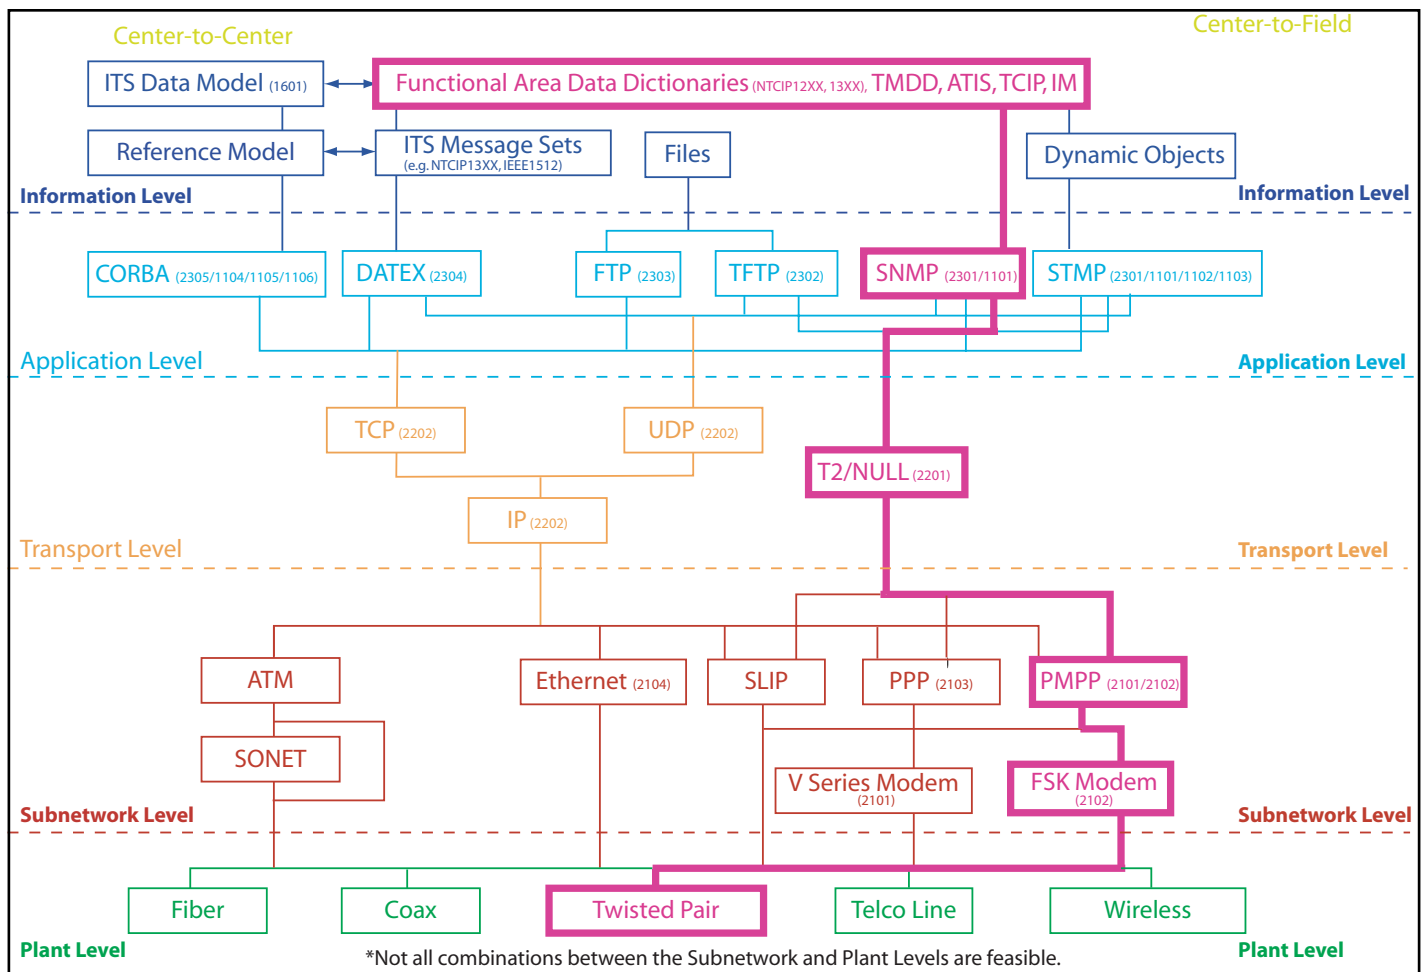 Center-to-Center
Center-to-Field
ITS Data Model (1601)
Functional Area Data Dictionaries (NTCIP12XX, 13XX), TMDD, ATIS, TCIP, IM
Reference Model
ITS Message Sets
(e.g. NTCIP13XX, IEEE1512)
Files
Dynamic Objects
Information Level
Information Level
CORBA (2305/1104/1105/1106)
DATEX (2304)
FTP (2303)
TFTP (2302)
SNMP (2301/1101)
STMP (2301/1101/1102/1103)
Application Level
Application Level
TCP (2202)
UDP (2202)
T2/NULL (2201)
IP (2202)
Transport Level
Transport Level
ATM
Ethernet (2104)
SLIP
PPP (2103)
PMPP (2101/2102)
SONET
V Series Modem
(2101)
FSK Modem
(2102)
Subnetwork Level
Subnetwork Level
Fiber
Coax
Twisted Pair
Telco Line
Wireless
Plant Level
*Not all combinations between the Subnetwork and Plant Levels are feasible.
Plant Level